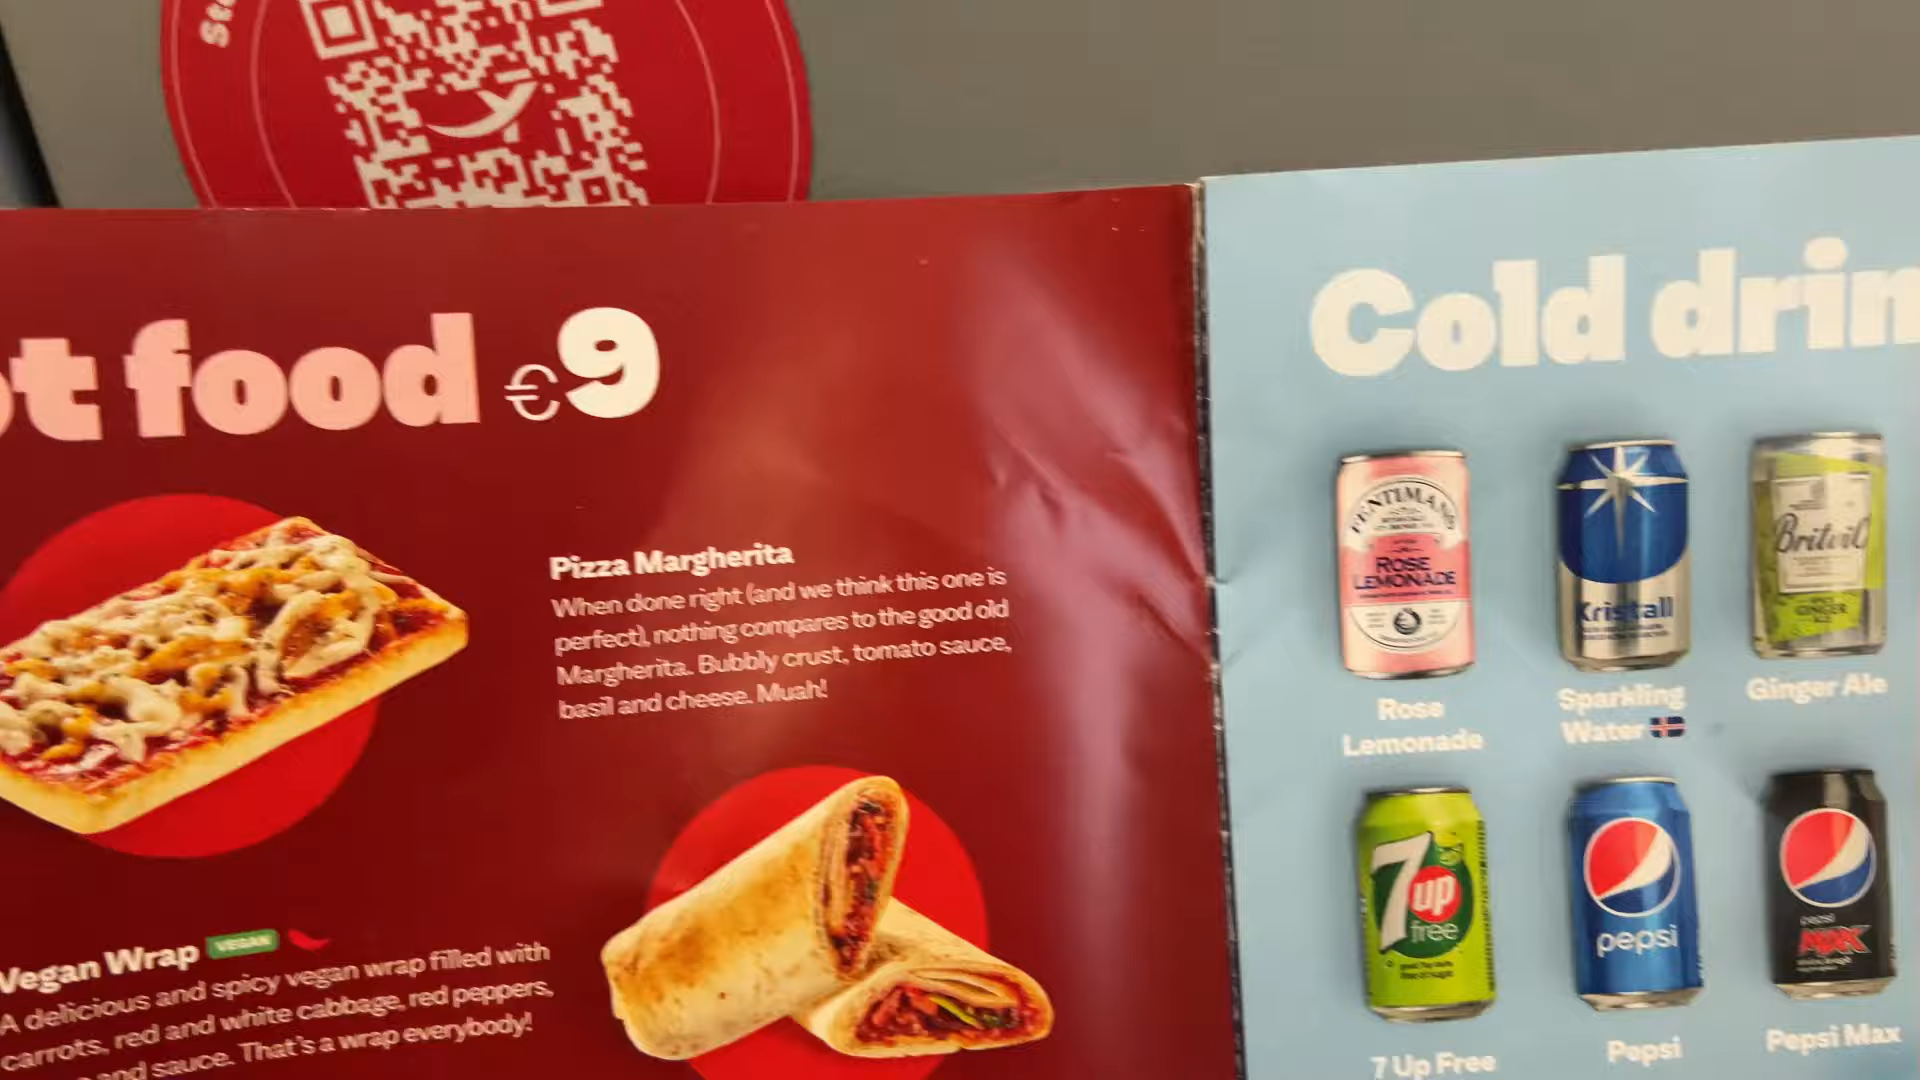 ot food €9
Pizza Margherita
When done right (and we think this one is
perfect), nothing compares to the good old
Margherita. Bubbly crust, tomato sauce,
basil and cheese. Muah!
Vegan Wrap VEGAN
A delicious and spicy vegan wrap filled with
carrots, red and white cabbage, red peppers,
and sauce. That's a wrap everybody!
Cold drin
FENTIMANS
ROSE
LEMONADE
Kristall
Britvic
GINGER
ALE
Rose
Lemonade
Sparkling
Water
Ginger Ale
7up
free
pepsi
pepsi
MAX
7 Up Free
Pepsi
Pepsi Max